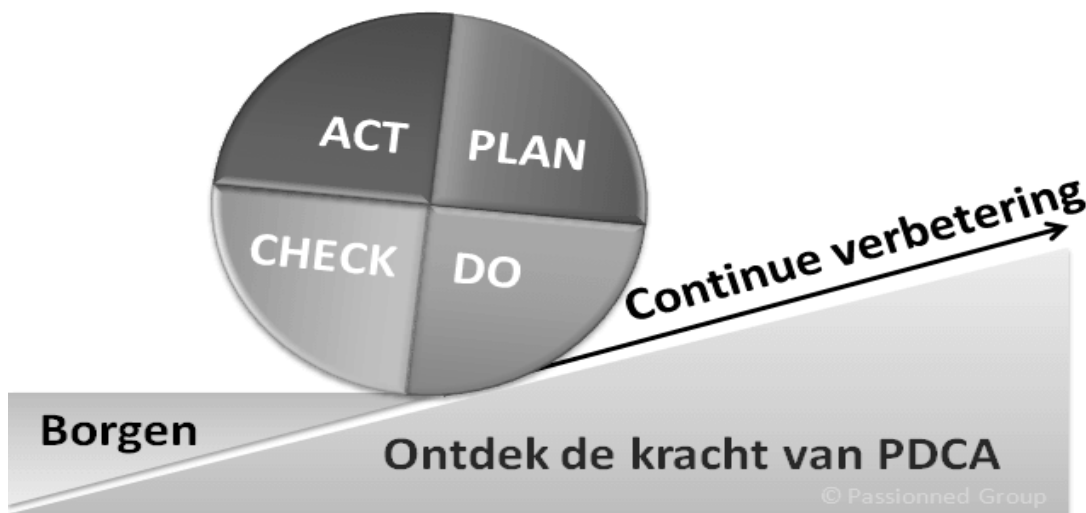 ACT
PLAN
CHECK
DO
Continue verbetering
Borgen
Ontdek de kracht van PDCA
© Passionned Group